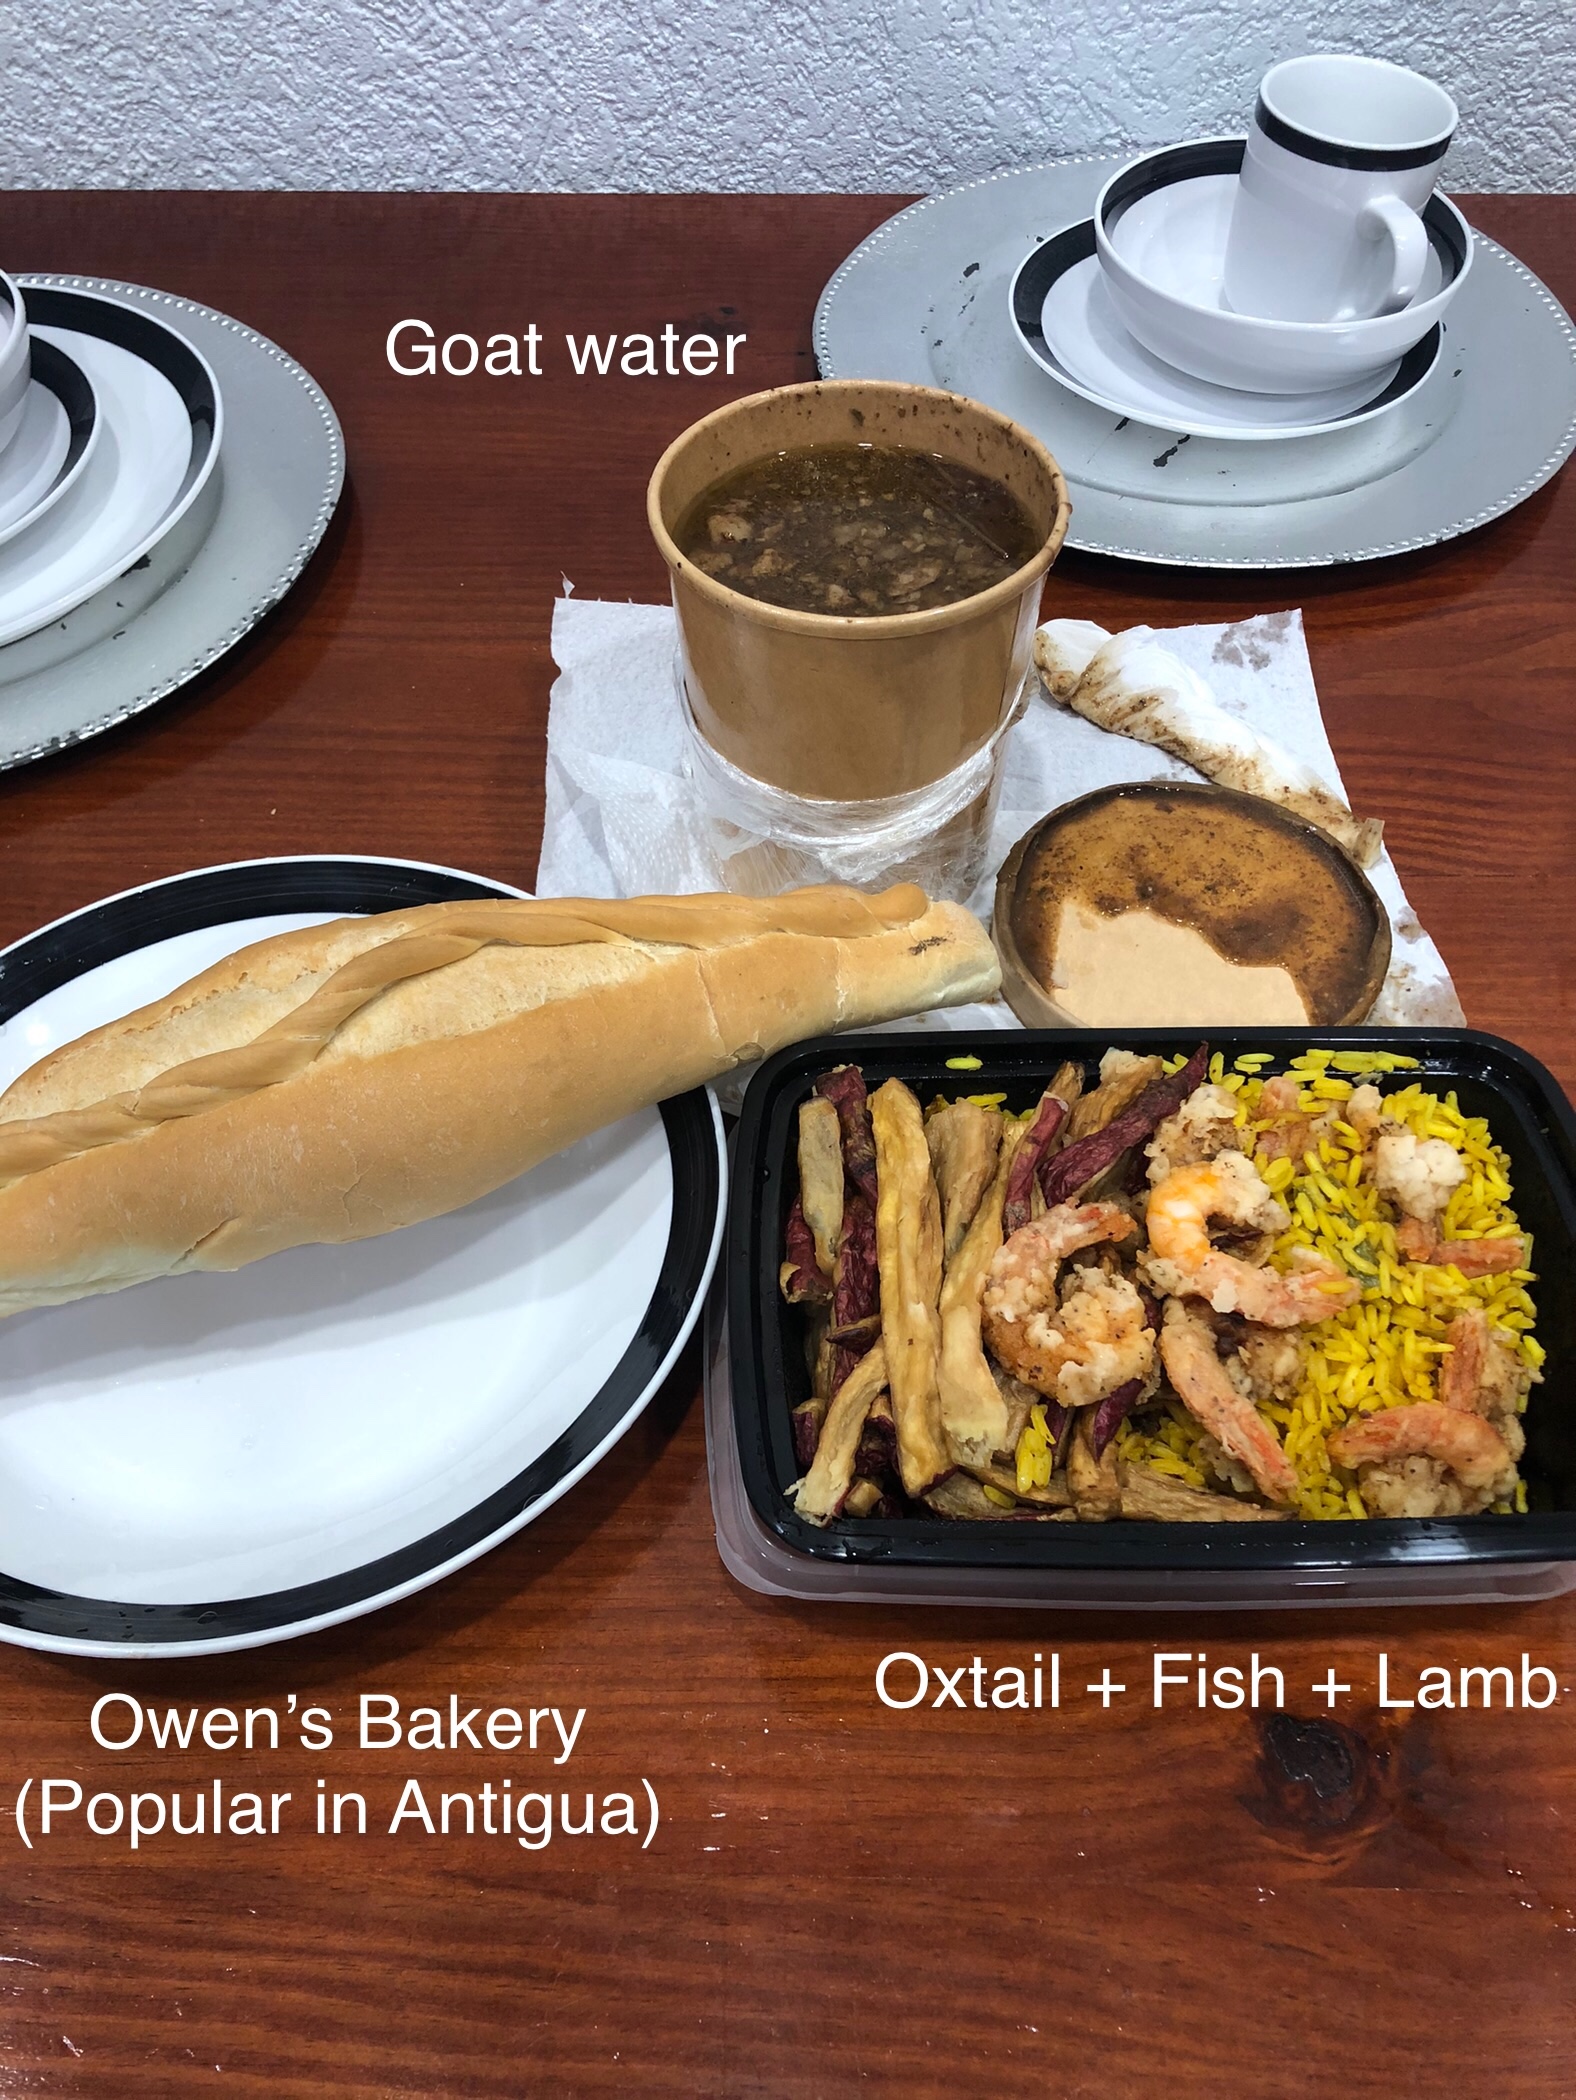 Goat water
Oxtail + Fish + Lamb
Owen’s Bakery
(Popular in Antigua)